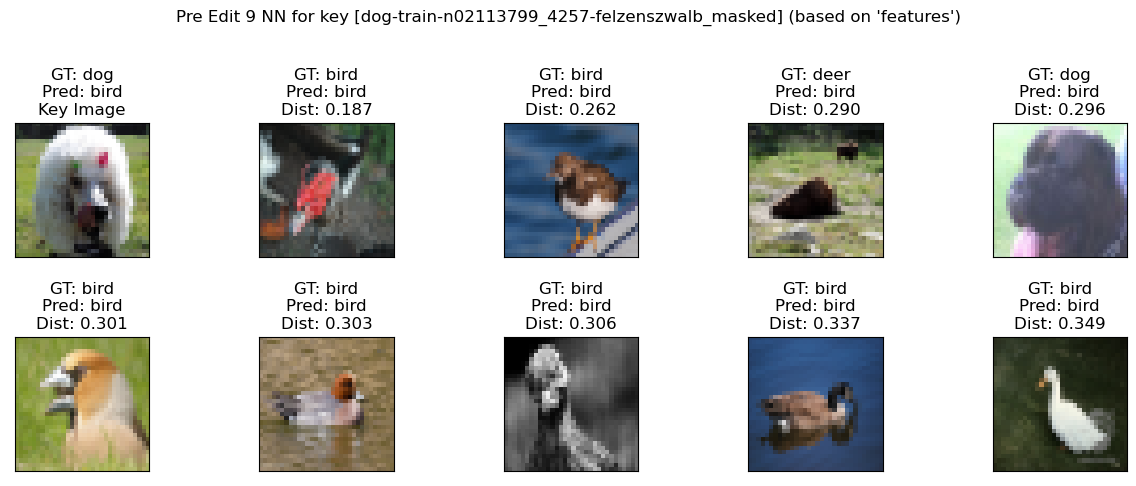 Pre Edit 9 NN for key [dog-train-n02113799_4257-felzenszwalb_masked] (based on 'features')
GT: dog
Pred: bird
Key Image
GT: bird
Pred: bird
Dist: 0.187
GT: bird
Pred: bird
Dist: 0.262
GT: deer
Pred: bird
Dist: 0.290
GT: dog
Pred: bird
Dist: 0.296
GT: bird
Pred: bird
Dist: 0.301
GT: bird
Pred: bird
Dist: 0.303
GT: bird
Pred: bird
Dist: 0.306
GT: bird
Pred: bird
Dist: 0.337
GT: bird
Pred: bird
Dist: 0.349